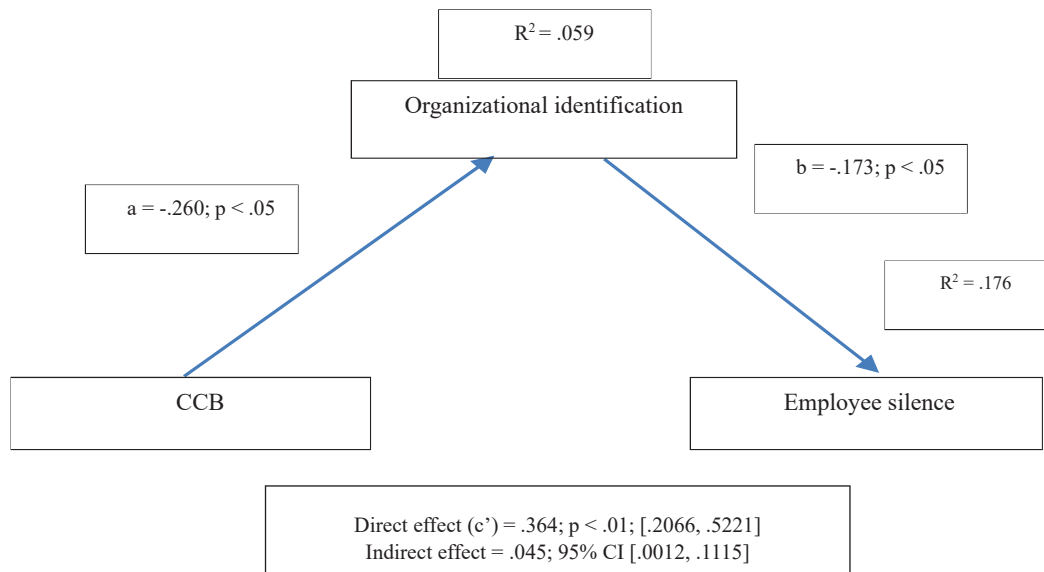 R² = .059
Organizational identification
b = -.173; p < .05
a = -.260; p < .05
R² = .176
CCB
Employee silence
Direct effect (c’) = .364; p < .01; [.2066, .5221]
Indirect effect = .045; 95% CI [.0012, .1115]